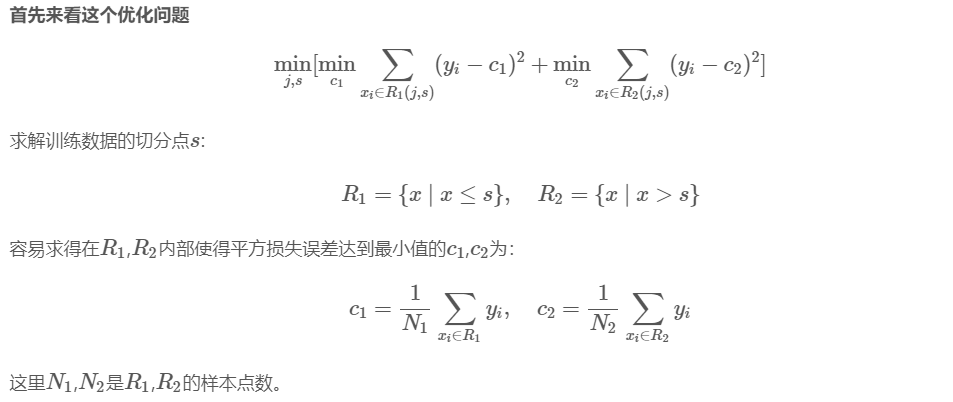 首先来看这个优化问题
$$\min_{j,s}[\min_{c_1} \sum_{x_i \in R_1(j,s)} (y_i - c_1)^2 + \min_{c_2} \sum_{x_i \in R_2(j,s)} (y_i - c_2)^2]$$
求解训练数据的切分点$s$:
$$R_1 = \{x \mid x \leq s\}, \quad R_2 = \{x \mid x > s\}$$
容易求得在$R_1$,$R_2$内部使得平方损失误差达到最小值的$c_1$,$c_2$为：
$$c_1 = \frac{1}{N_1} \sum_{x_i \in R_1} y_i, \quad c_2 = \frac{1}{N_2} \sum_{x_i \in R_2} y_i$$
这里$N_1$,$N_2$是$R_1$,$R_2$的样本点数。